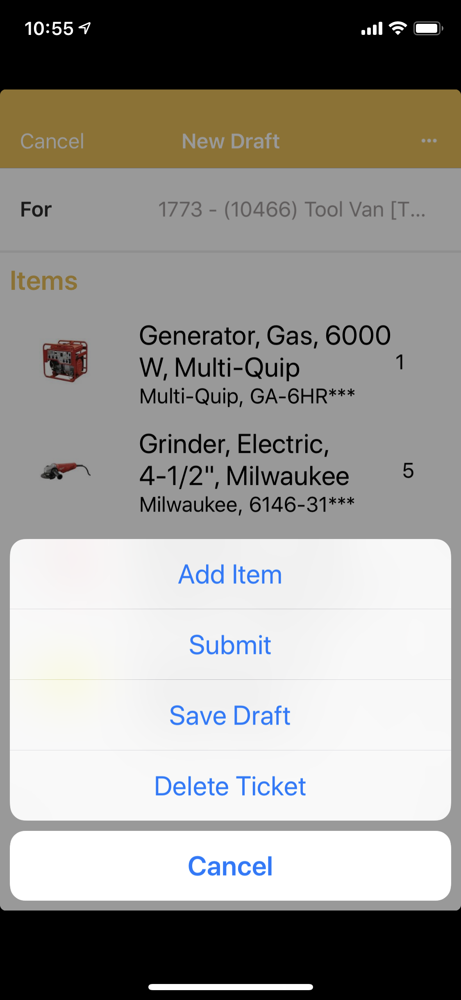 10:55
Cancel New Draft ···
For 1773 - (10466) Tool Van [T...
Items
Generator, Gas, 6000
W, Multi-Quip
1
Multi-Quip, GA-6HR***
Grinder, Electric,
4-1/2", Milwaukee
5
Milwaukee, 6146-31***
Add Item
Submit
Save Draft
Delete Ticket
Cancel